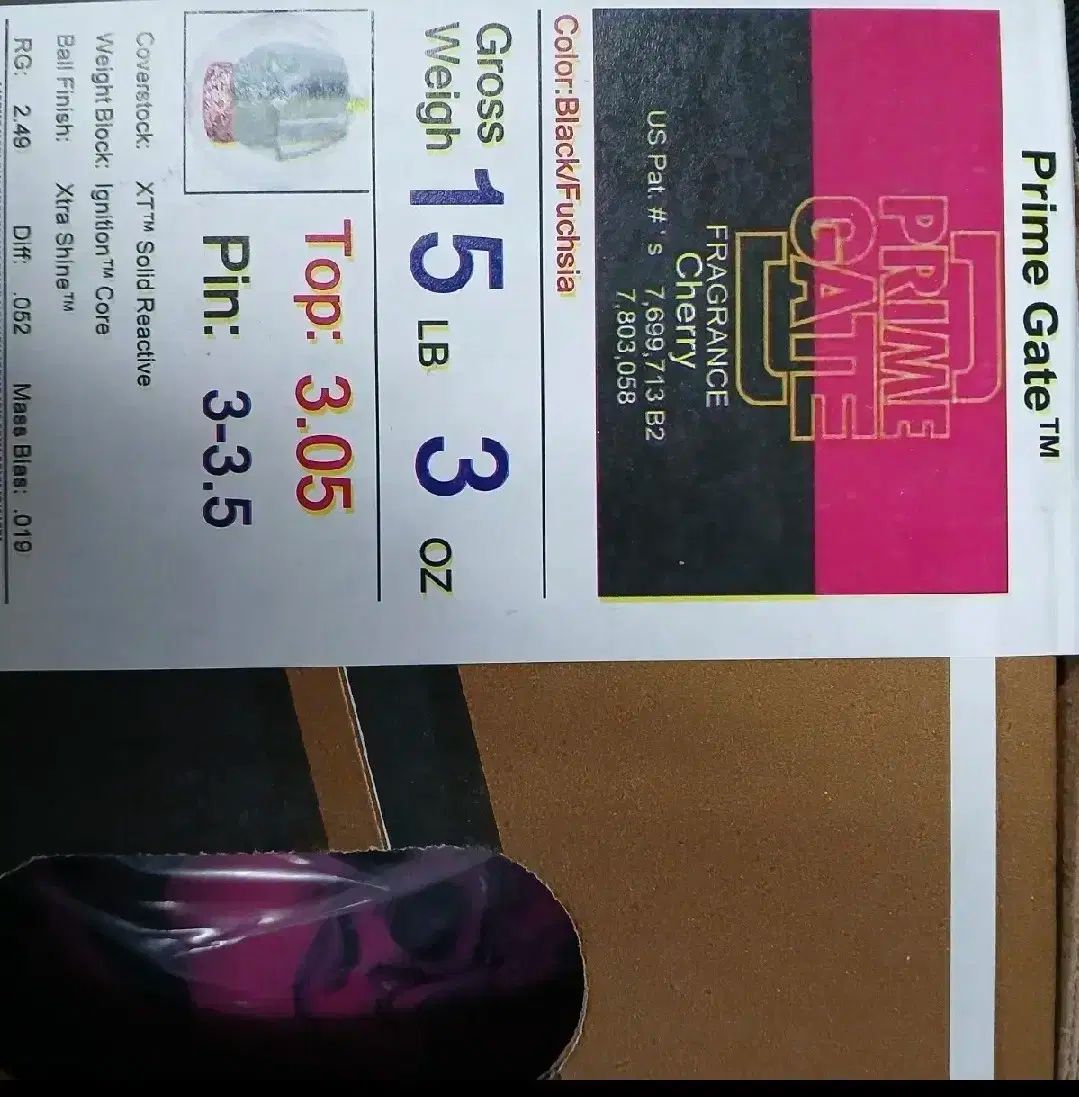 Prime Gate™
PRIME
GATE
FRAGRANCE
Cherry
US Pat. #'s 7,699,713 B2
7,803,058
Color:Black/Fuchsia
Gross
Weigh 15 LB 3 OZ
Top: 3.05
Pin: 3-3.5
Coverstock: XT™ Solid Reactive
Weight Block: Ignition™ Core
Ball Finish: Xtra Shine™
RG: 2.49 Diff: .052 Mass Bias: .019